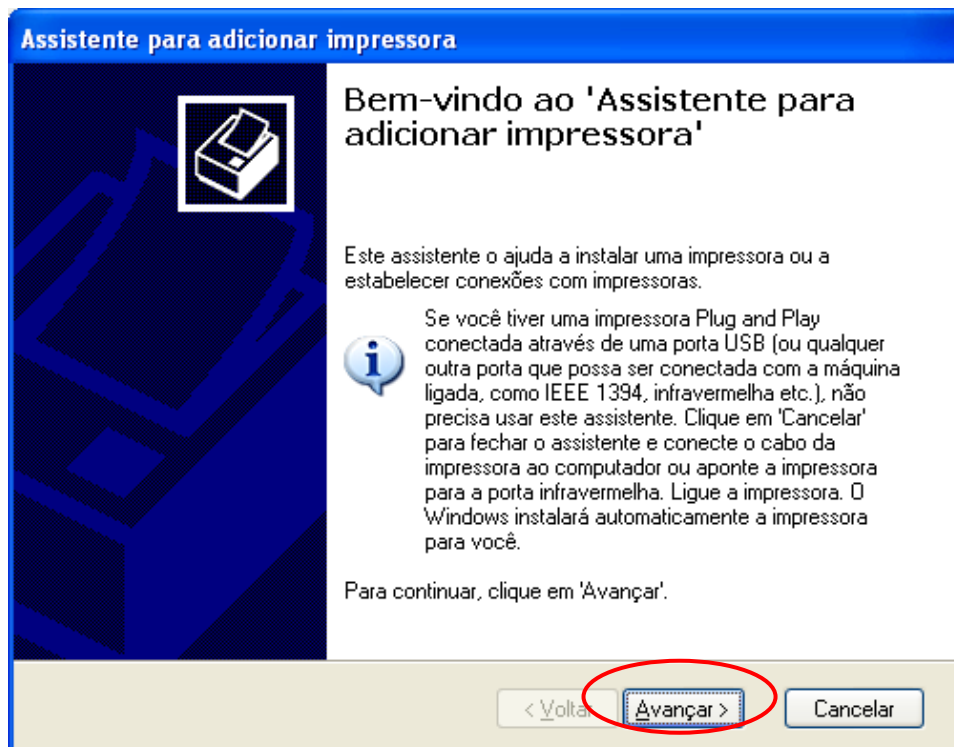 Assistente para adicionar impressora
Bem-vindo ao 'Assistente para
adicionar impressora'
Este assistente o ajuda a instalar uma impressora ou a
estabelecer conexões com impressoras.
Se você tiver uma impressora Plug and Play
conectada através de uma porta USB (ou qualquer
outra porta que possa ser conectada com a máquina
ligada, como IEEE 1394, infravermelha etc.), não
precisa usar este assistente. Clique em 'Cancelar'
para fechar o assistente e conecte o cabo da
impressora ao computador ou aponte a impressora
para a porta infravermelha. Ligue a impressora. O
Windows instalará automaticamente a impressora
para você.
Para continuar, clique em 'Avançar'.
< Voltar Avançar > Cancelar